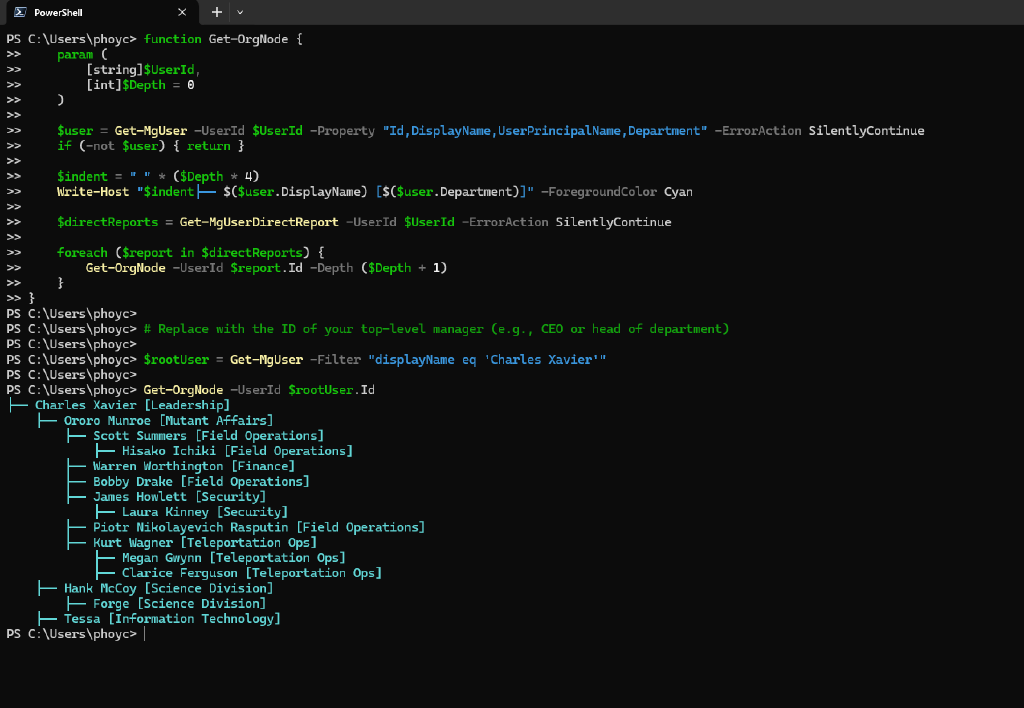 PowerShell
PS C:\Users\phoyc> function Get-OrgNode {
>>     param (
>>         [string]$UserId,
>>         [int]$Depth = 0
>>     )
>>
>>     $user = Get-MgUser -UserId $UserId -Property "Id,DisplayName,UserPrincipalName,Department" -ErrorAction SilentlyContinue
>>     if (-not $user) { return }
>>
>>     $indent = " " * ($Depth * 4)
>>     Write-Host "$indent├── $($user.DisplayName) [$($user.Department)]" -ForegroundColor Cyan
>>
>>     $directReports = Get-MgUserDirectReport -UserId $UserId -ErrorAction SilentlyContinue
>>
>>     foreach ($report in $directReports) {
>>         Get-OrgNode -UserId $report.Id -Depth ($Depth + 1)
>>     }
>> }
PS C:\Users\phoyc>
PS C:\Users\phoyc> # Replace with the ID of your top-level manager (e.g., CEO or head of department)
PS C:\Users\phoyc>
PS C:\Users\phoyc> $rootUser = Get-MgUser -Filter "displayName eq 'Charles Xavier'"
PS C:\Users\phoyc>
PS C:\Users\phoyc> Get-OrgNode -UserId $rootUser.Id
├── Charles Xavier [Leadership]
    ├── Ororo Munroe [Mutant Affairs]
        ├── Scott Summers [Field Operations]
            ├── Hisako Ichiki [Field Operations]
        ├── Warren Worthington [Finance]
        ├── Bobby Drake [Field Operations]
        ├── James Howlett [Security]
            ├── Laura Kinney [Security]
        ├── Piotr Nikolayevich Rasputin [Field Operations]
        ├── Kurt Wagner [Teleportation Ops]
            ├── Megan Gwynn [Teleportation Ops]
            ├── Clarice Ferguson [Teleportation Ops]
    ├── Hank McCoy [Science Division]
        ├── Forge [Science Division]
    ├── Tessa [Information Technology]
PS C:\Users\phoyc>